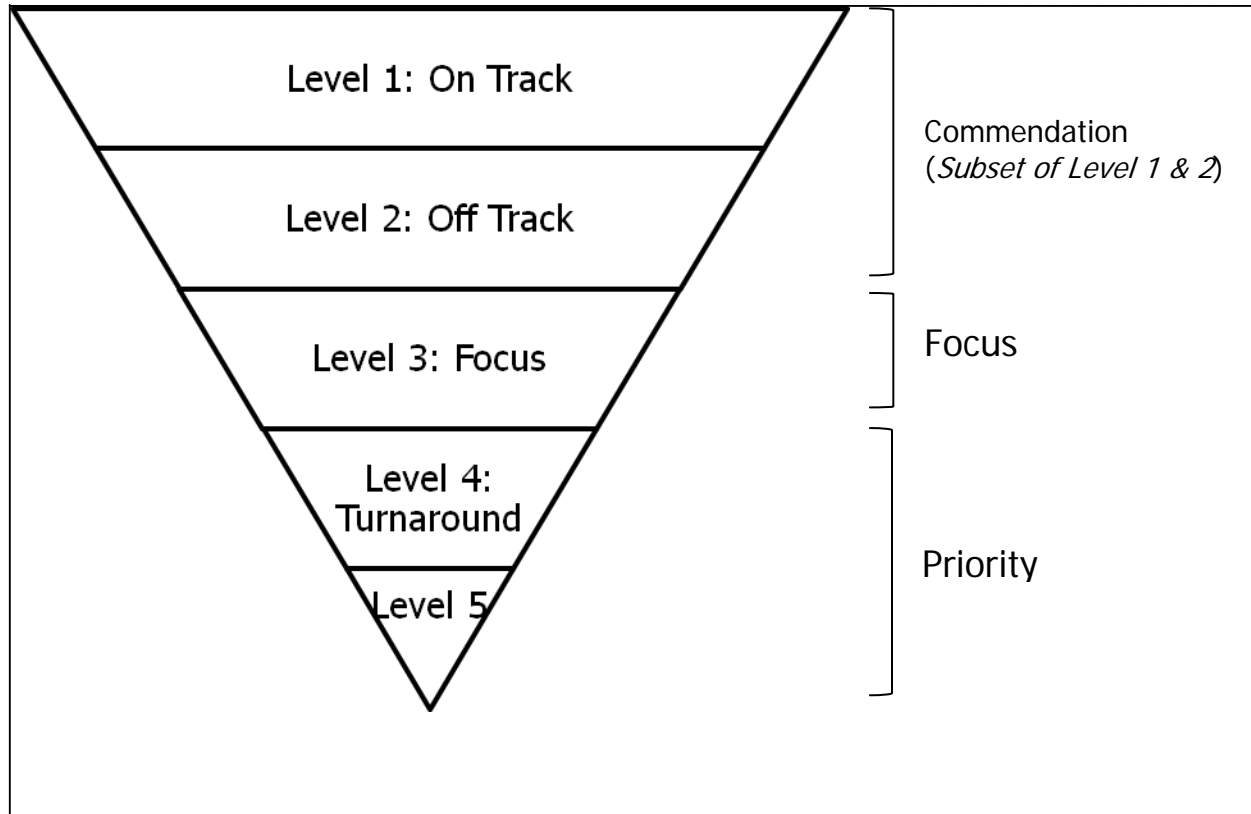 Level 1: On Track
Commendation
(Subset of Level 1 & 2)
Level 2: Off Track
Level 3: Focus
Focus
Level 4:
Turnaround
Priority
Level 5